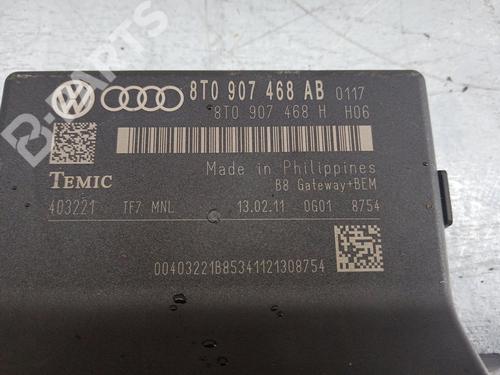 B-PARTS
8T0 907 468 AB 0117
8T0 907 468 H H06
Made in Philippines
TEMIC
B8 Gateway+BEM
403221 TF7 MNL 13.02.11 0G01 8754
00403221B85341121308754